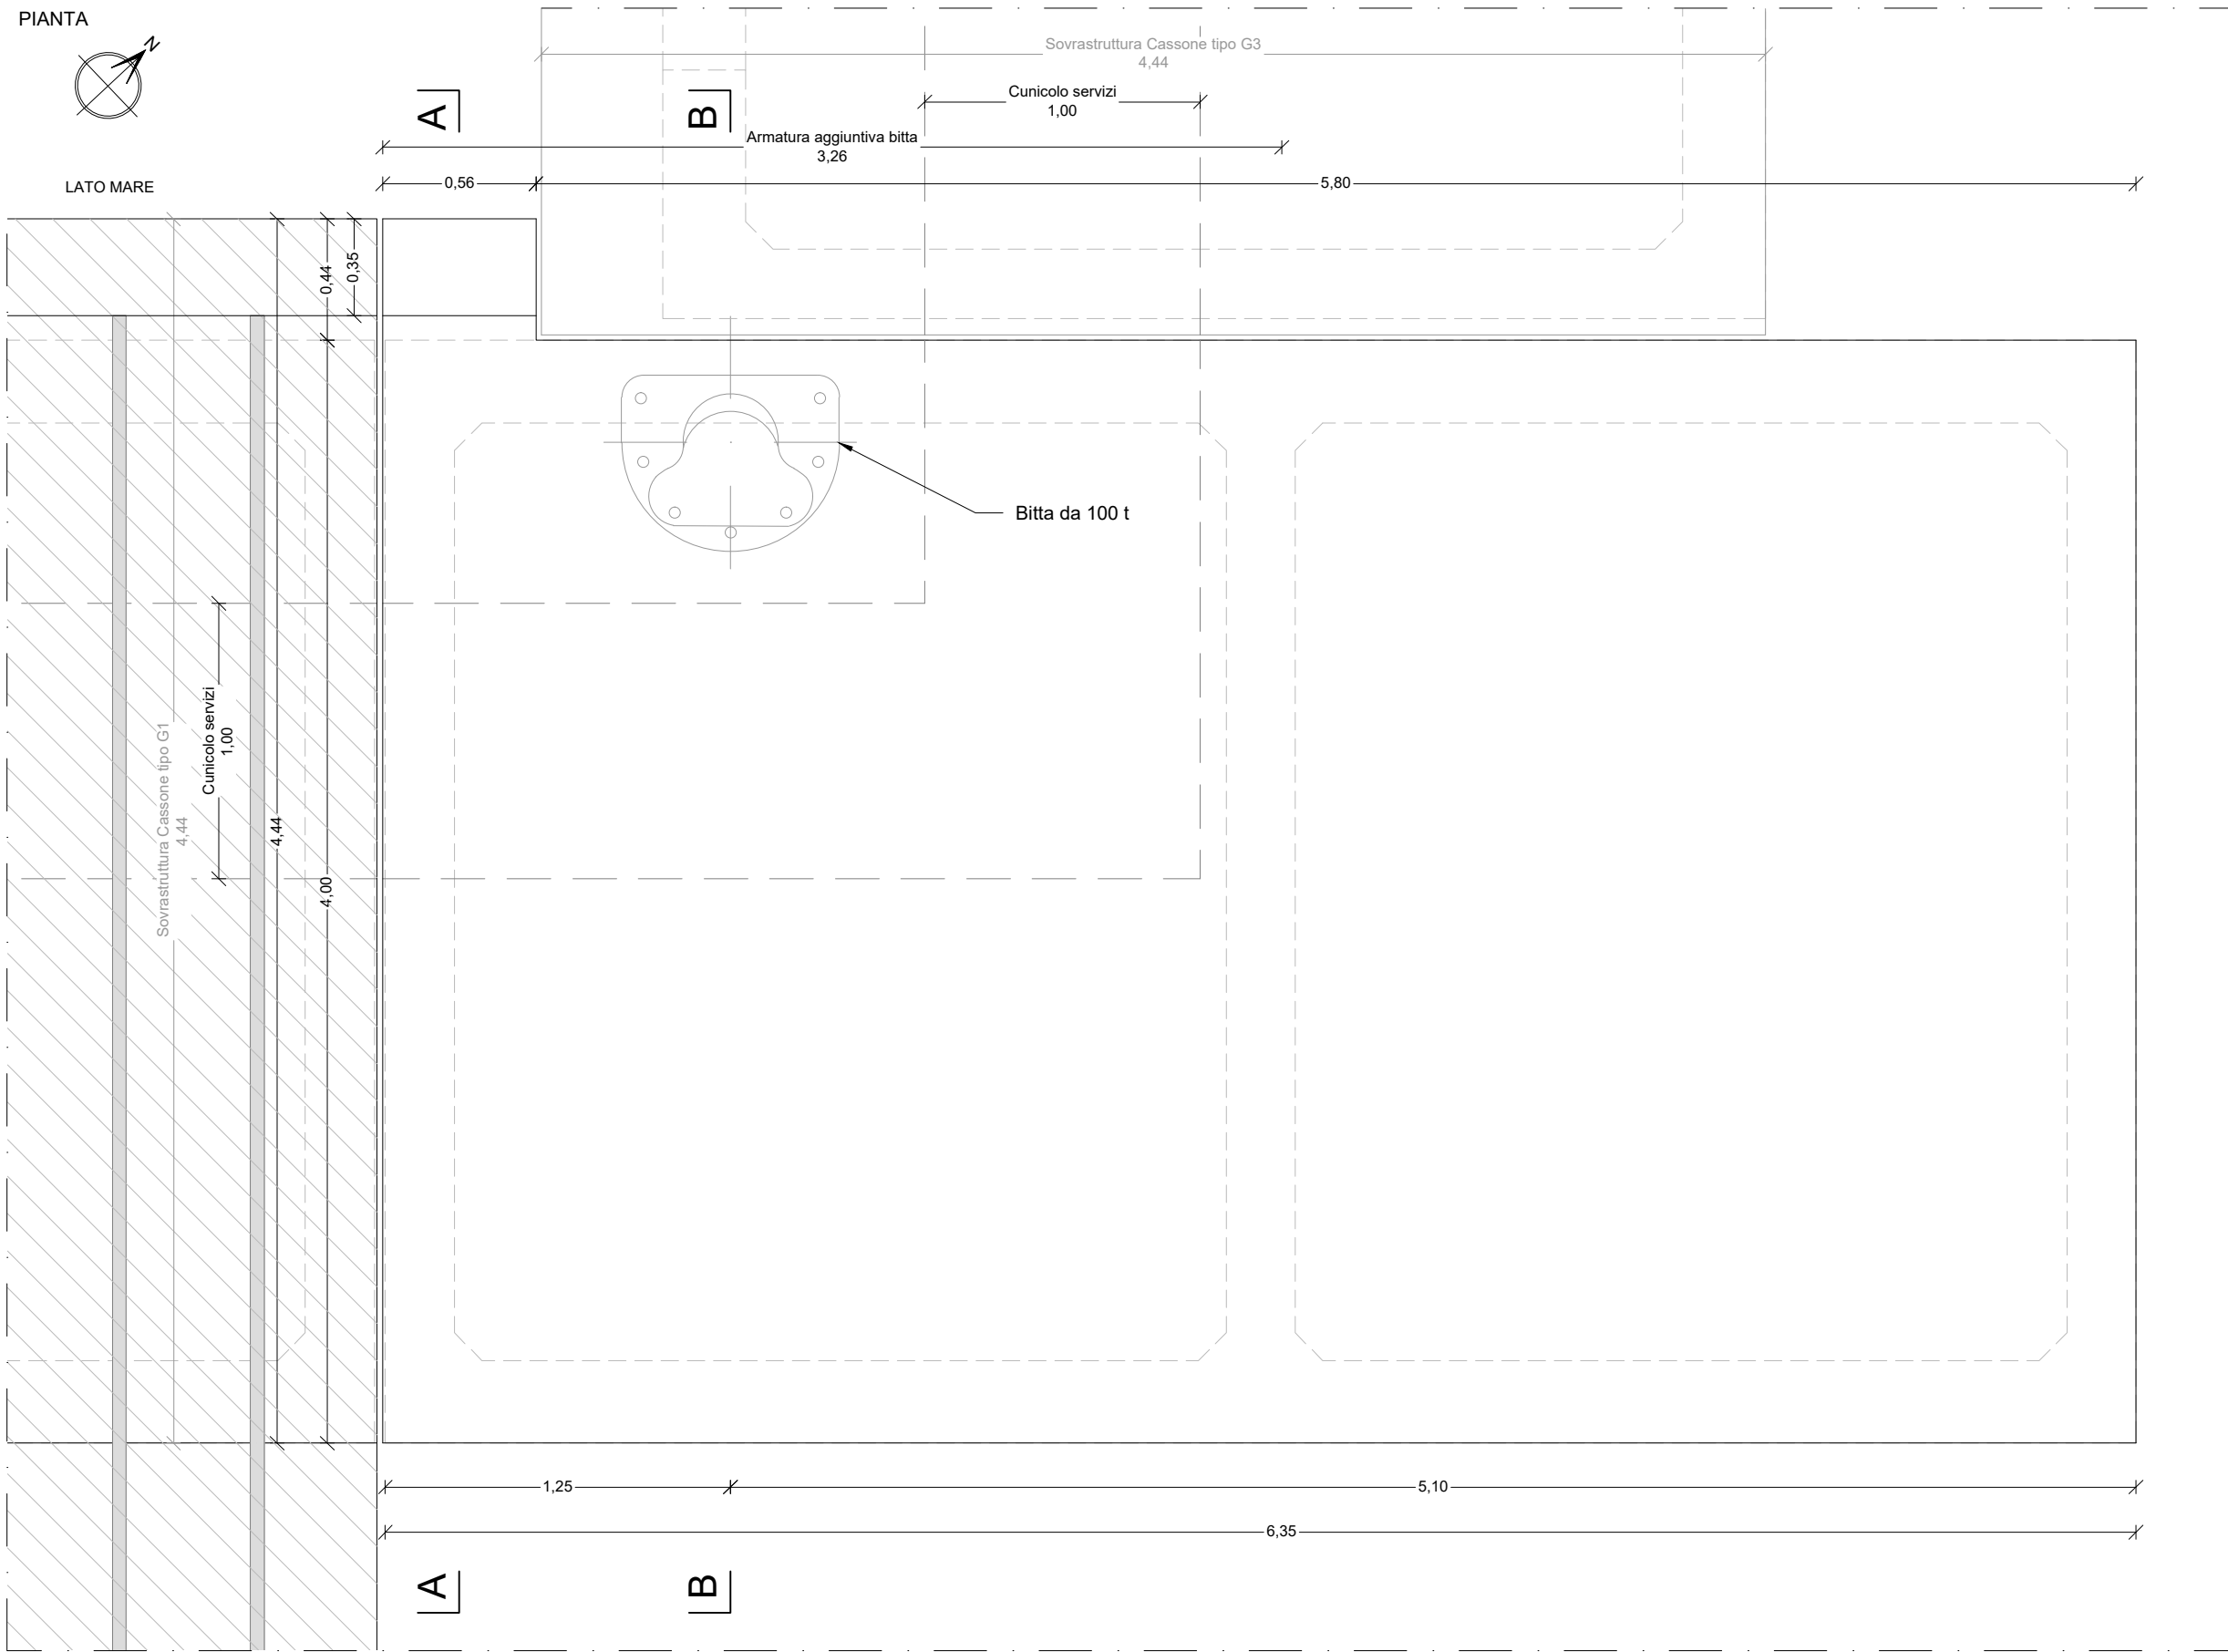 PIANTA
N
Sovrastruttura Cassone tipo G3
4,44
Cunicolo servizi
1,00
A
B
Armatura aggiuntiva bitta
3,26
LATO MARE
0,56
5,80
0,44
0,35
Bitta da 100 t
Cunicolo servizi
1,00
Sovrastruttura Cassone tipo G1
4,44
4,44
4,00
1,25
5,10
6,35
A
B